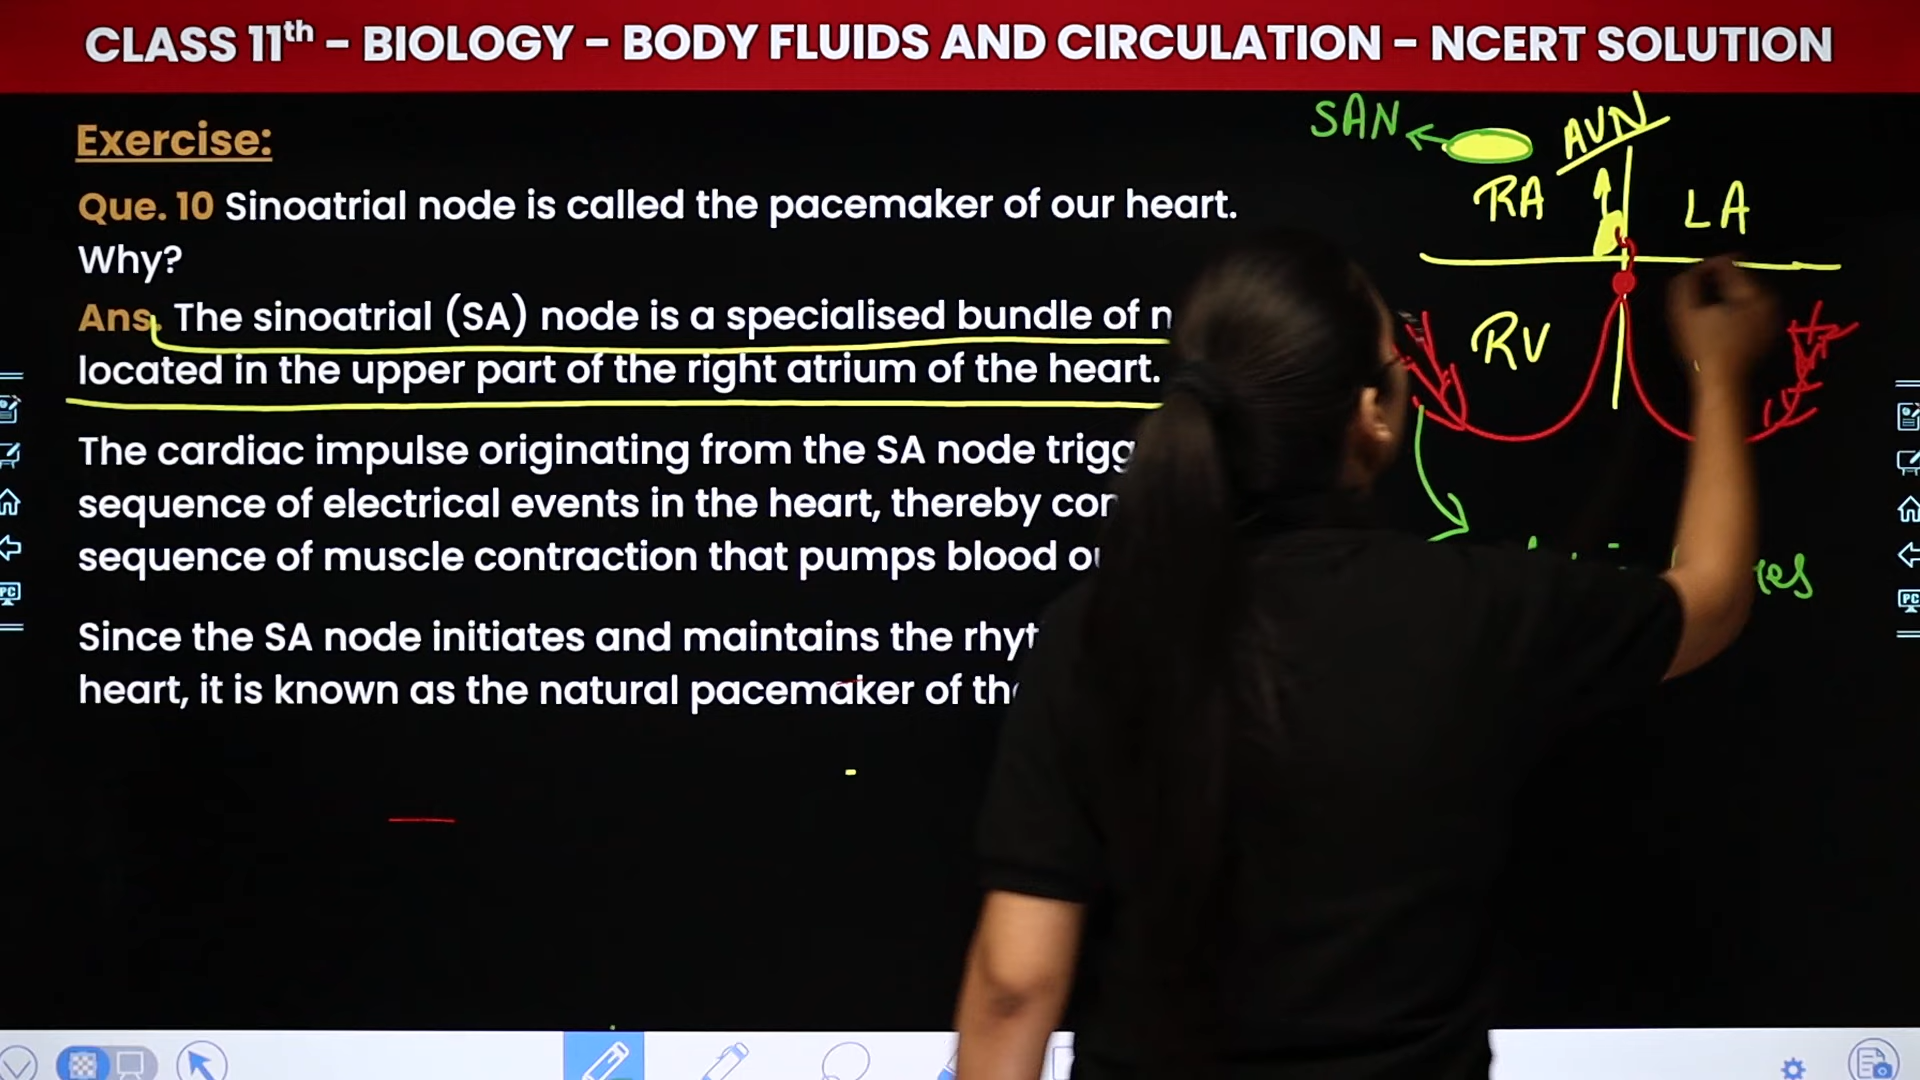 CLASS 11th – BIOLOGY – BODY FLUIDS AND CIRCULATION – NCERT SOLUTION
Exercise:
Que. 10 Sinoatrial node is called the pacemaker of our heart.
Why?
Ans. The sinoatrial (SA) node is a specialised bundle of
located in the upper part of the right atrium of the heart.
The cardiac impulse originating from the SA node
sequence of electrical events in the heart, thereby
sequence of muscle contraction that pumps blood
Since the SA node initiates and maintains the
heart, it is known as the natural pacemaker of
SAN
AVN
RA
LA
RV
PC
PC